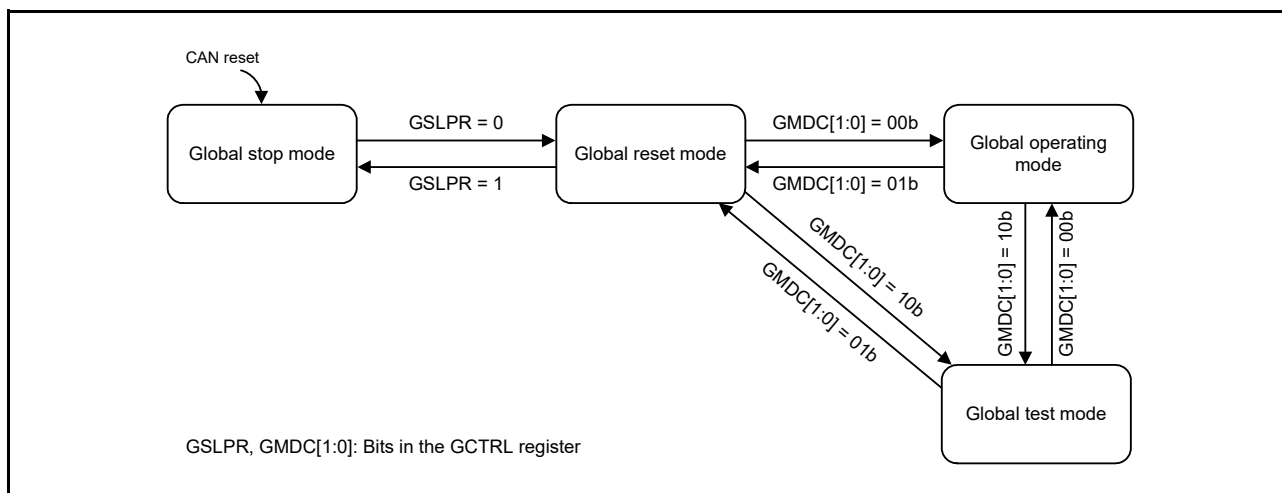 CAN reset
Global stop mode
GSLPR = 0
GSLPR = 1
Global reset mode
GMDC[1:0] = 00b
GMDC[1:0] = 01b
Global operating
mode
GMDC[1:0] = 10b
GMDC[1:0] = 01b
GMDC[1:0] = 10b
GMDC[1:0] = 00b
Global test mode
GSLPR, GMDC[1:0]: Bits in the GCTRL register